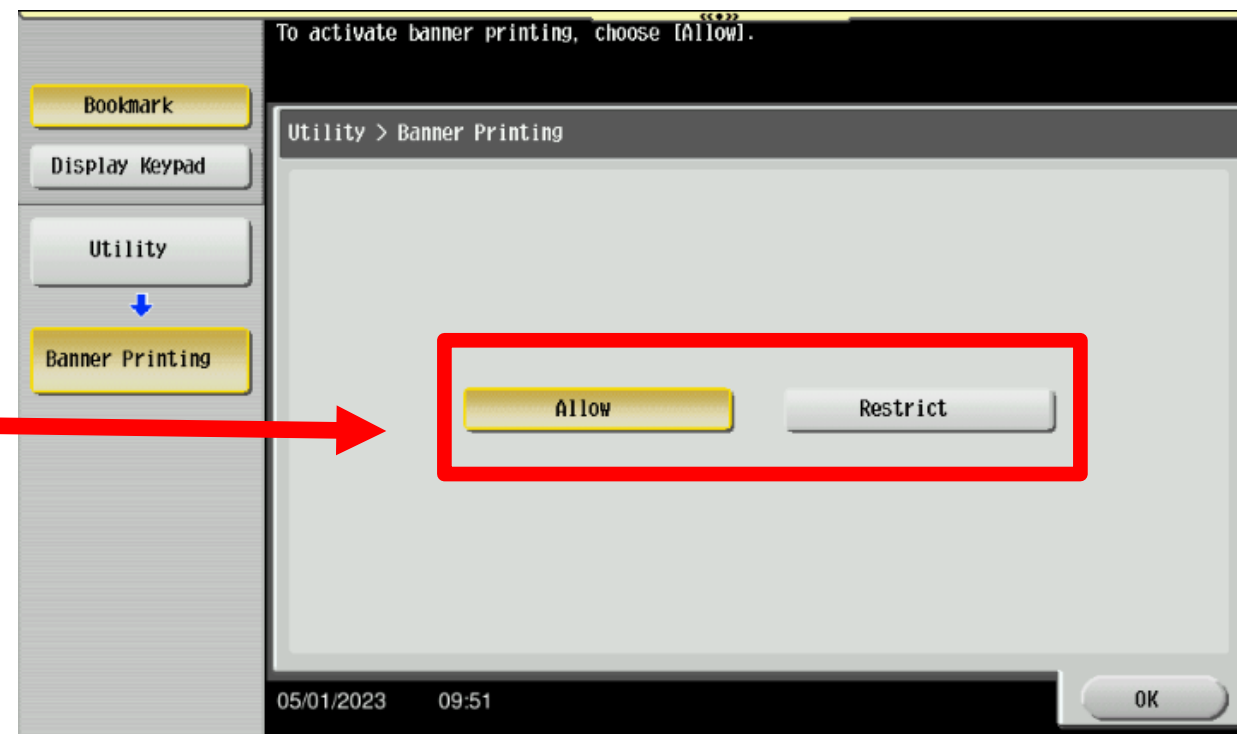 To activate banner printing, choose [Allow].
Bookmark
Display Keypad
Utility > Banner Printing
Utility
Banner Printing
Allow
Restrict
05/01/2023 09:51
OK